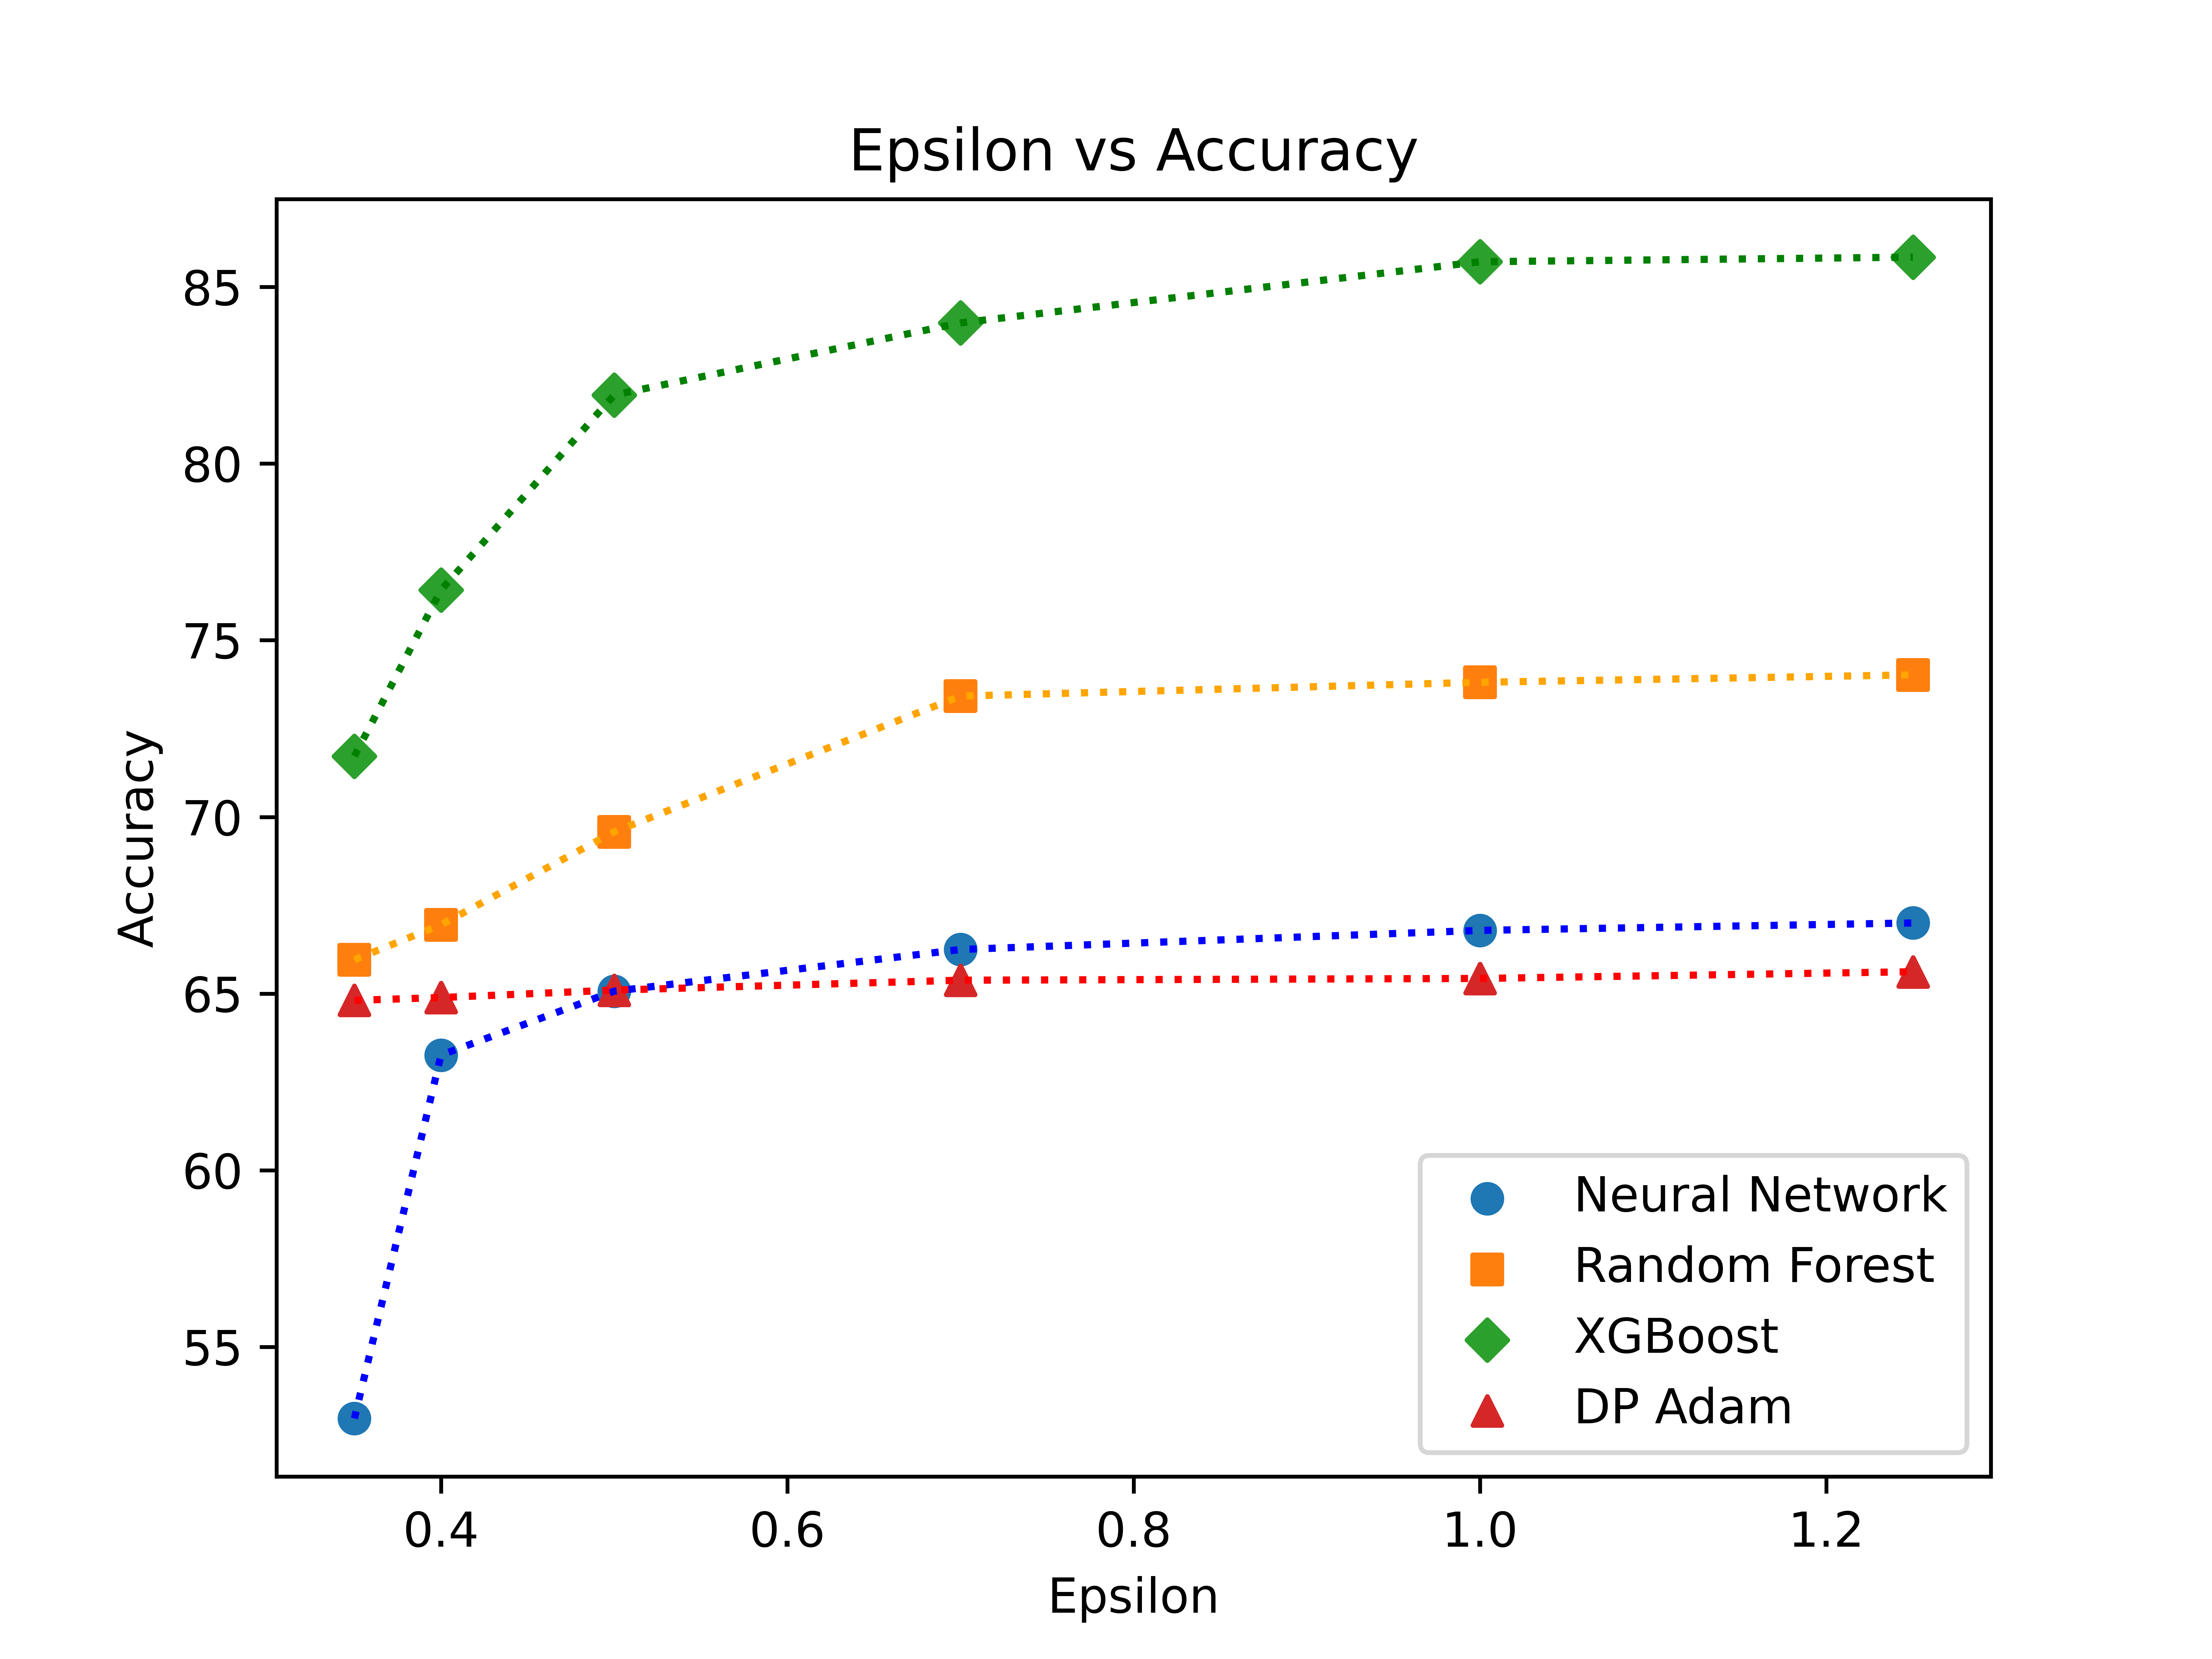 Epsilon vs Accuracy
Accuracy
85
80
75
70
65
60
55
0.4 0.6 0.8 1.0 1.2
Epsilon
Neural Network
Random Forest
XGBoost
DP Adam